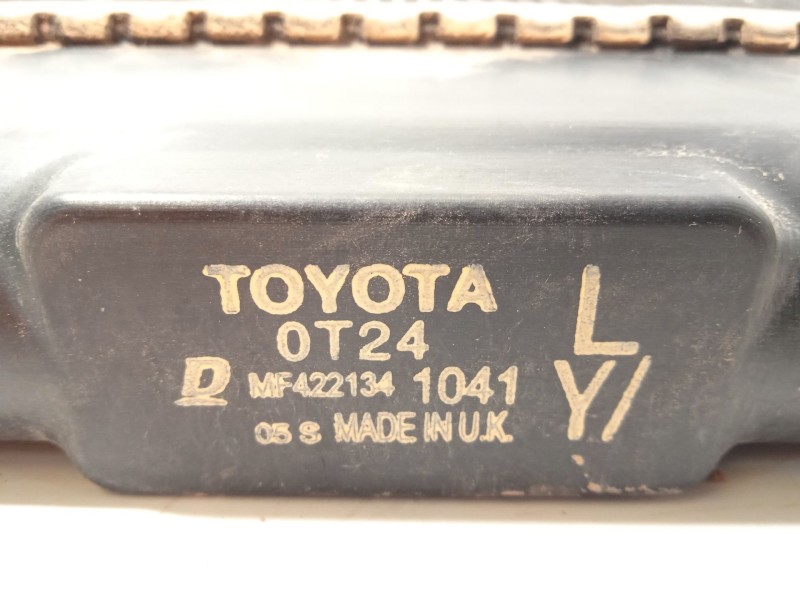 TOYOTA
0T24
D MF422134 1041
05 S MADE IN U.K.
L
Y/